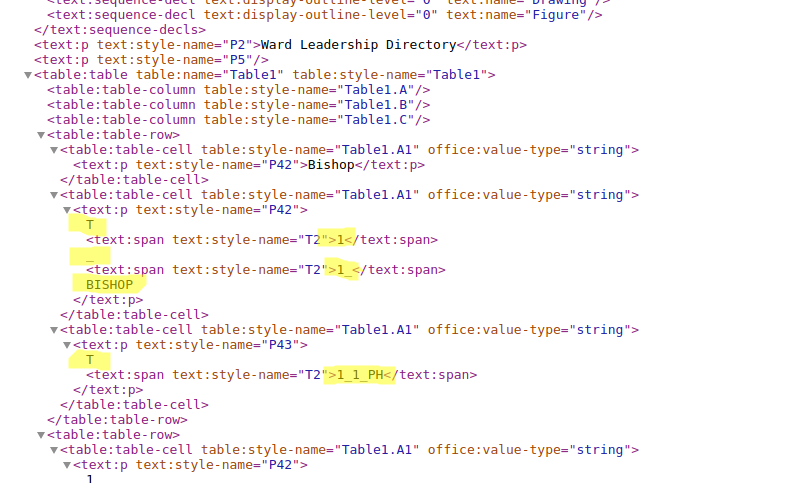 <text:sequence-decl text:display-outline-level="0" text:name="Drawing"/>
<text:sequence-decl text:display-outline-level="0" text:name="Figure"/>
</text:sequence-decls>
<text:p text:style-name="P2">Ward Leadership Directory</text:p>
<text:p text:style-name="P5"/>
▼<table:table table:name="Table1" table:style-name="Table1">
<table:table-column table:style-name="Table1.A"/>
<table:table-column table:style-name="Table1.B"/>
<table:table-column table:style-name="Table1.C"/>
▼<table:table-row>
▼<table:table-cell table:style-name="Table1.A1" office:value-type="string">
<text:p text:style-name="P42">Bishop</text:p>
</table:table-cell>
▼<table:table-cell table:style-name="Table1.A1" office:value-type="string">
▼<text:p text:style-name="P42">
T
<text:span text:style-name="T2">1</text:span>
_
<text:span text:style-name="T2">1_</text:span>
BISHOP
</text:p>
</table:table-cell>
▼<table:table-cell table:style-name="Table1.A1" office:value-type="string">
▼<text:p text:style-name="P43">
T
<text:span text:style-name="T2">1_1_PH</text:span>
</text:p>
</table:table-cell>
</table:table-row>
▼<table:table-row>
▼<table:table-cell table:style-name="Table1.A1" office:value-type="string">
▼<text:p text:style-name="P42">
1